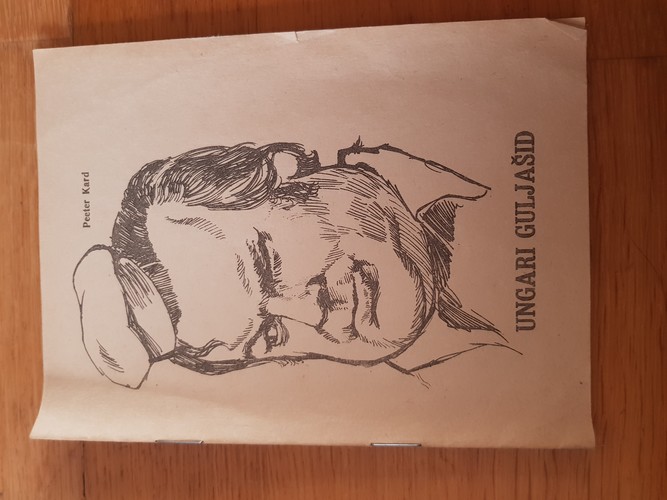 Peeter Kard
UNGARI GULJAŠID